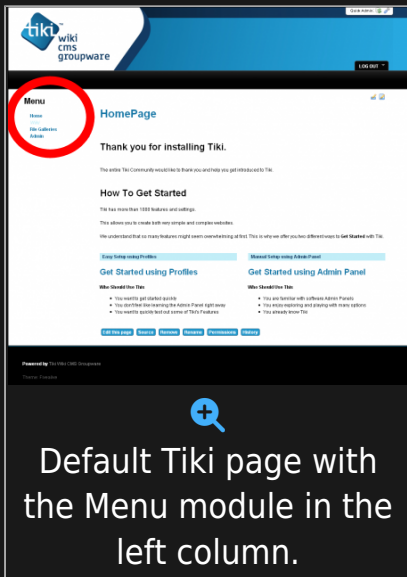 Quick Admin:
tiki wiki
cms
groupware
LOG OUT
Menu
Home
Wiki
File Galleries
Admin
HomePage
Thank you for installing Tiki.
The entire Tiki Community would like to thank you and help you get introduced to Tiki.
How To Get Started
Tiki has more than 1000 features and settings.
This allows you to create both very simple and complex websites.
We understand that so many features might seem overwhelming at first. This is why we offer you two different ways to Get Started with Tiki.
Easy Setup using Profiles
Manual Setup using Admin Panel
Get Started using Profiles
Get Started using Admin Panel
Who Should Use This
Who Should Use This
You want to get started quickly
You are familiar with software Admin Panels
You don't feel like learning the Admin Panel right away
You enjoy exploring and playing with many options
You want to quickly test out some of Tiki's Features
You already know Tiki
Edit this page Source Remove Rename Permissions History
Powered by Tiki Wiki CMS Groupware
Theme: Fivealive
Default Tiki page with
the Menu module in the
left column.